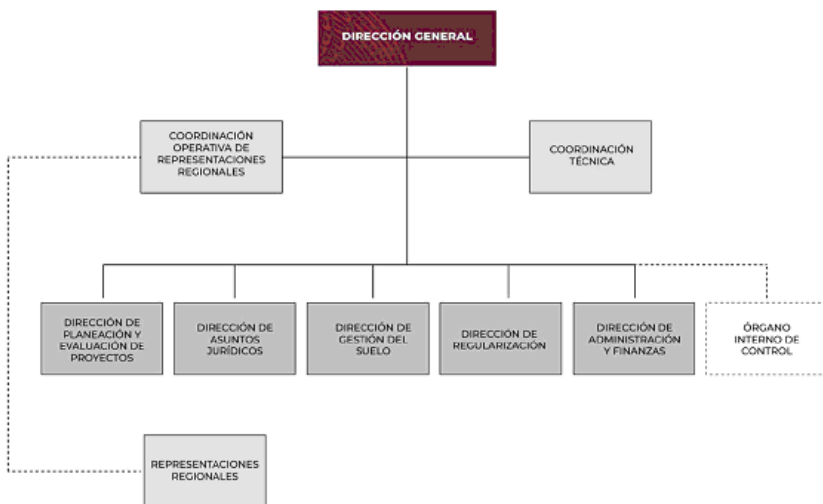 DIRECCIÓN GENERAL
COORDINACIÓN
OPERATIVA DE
REPRESENTACIONES
REGIONALES
COORDINACIÓN
TÉCNICA
DIRECCIÓN DE
PLANEACIÓN Y
EVALUACIÓN DE
PROYECTOS
DIRECCIÓN DE
ASUNTOS
JURÍDICOS
DIRECCIÓN DE
GESTIÓN DEL
SUELO
DIRECCIÓN DE
REGULARIZACIÓN
DIRECCIÓN DE
ADMINISTRACIÓN
Y FINANZAS
ÓRGANO
INTERNO DE
CONTROL
REPRESENTACIONES
REGIONALES